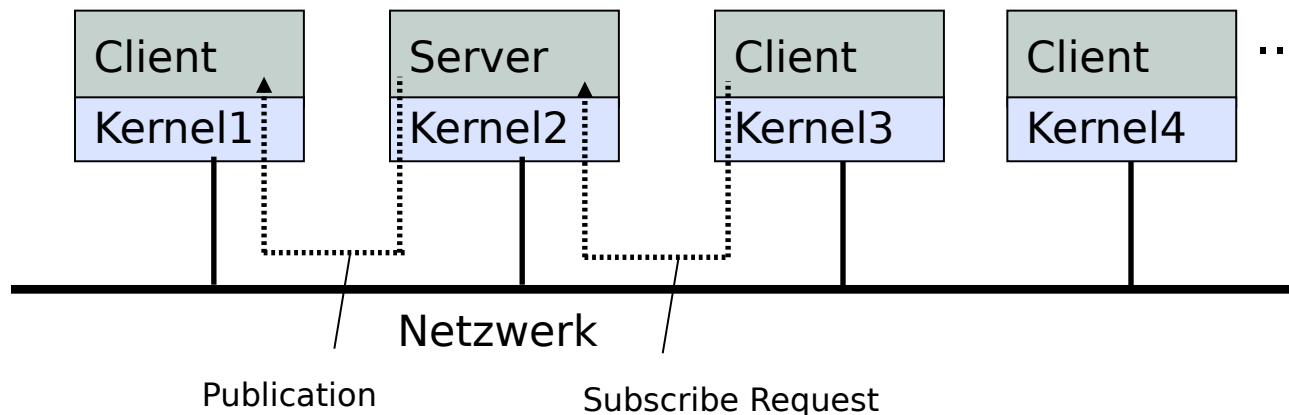 Client
Kernel1
Server
Kernel2
Client
Kernel3
Client
Kernel4
..
Netzwerk
Publication
Subscribe Request